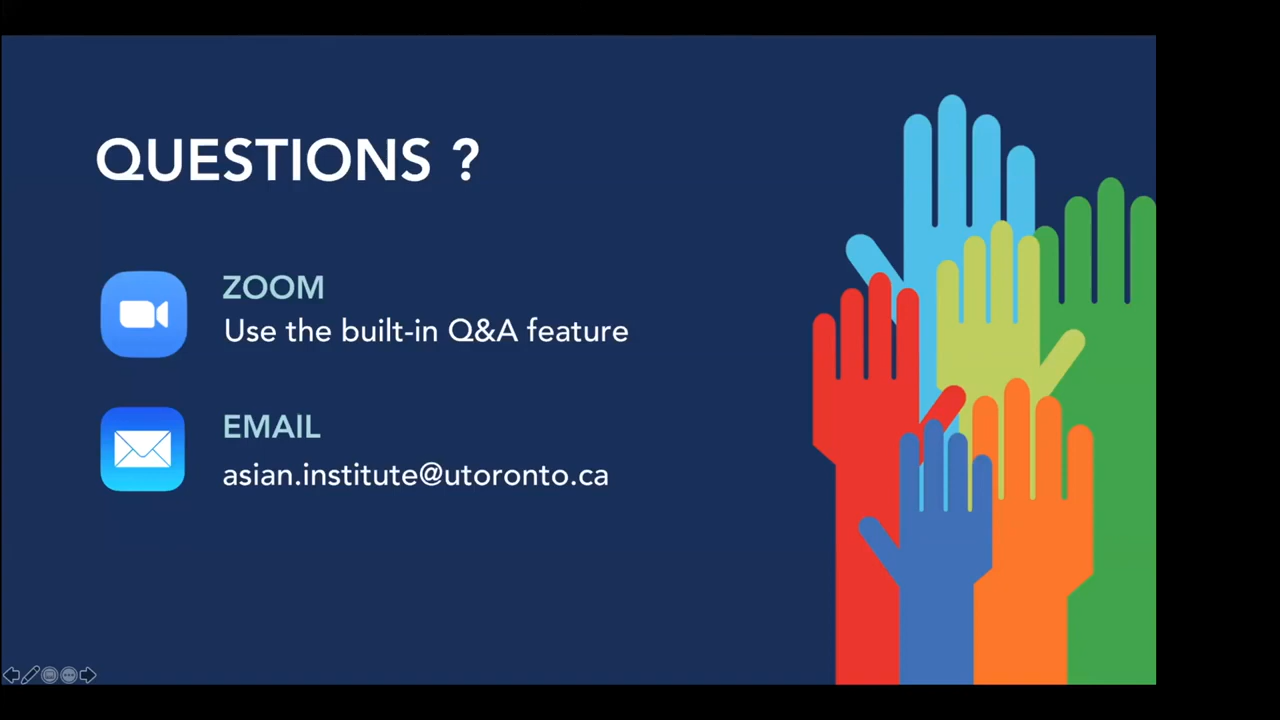 QUESTIONS ?
ZOOM
Use the built-in Q&A feature
EMAIL
asian.institute@utoronto.ca